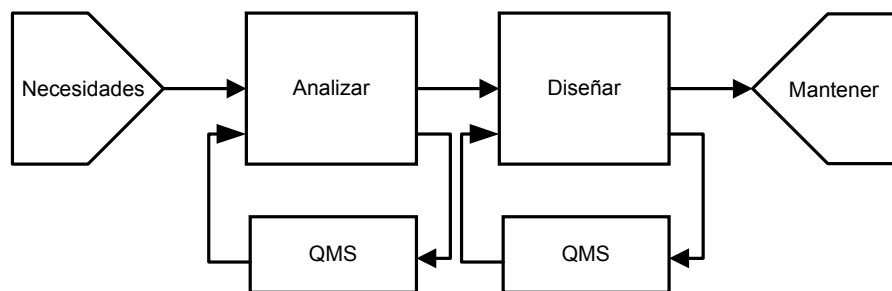 Necesidades
Analizar
Diseñar
Mantener
QMS
QMS